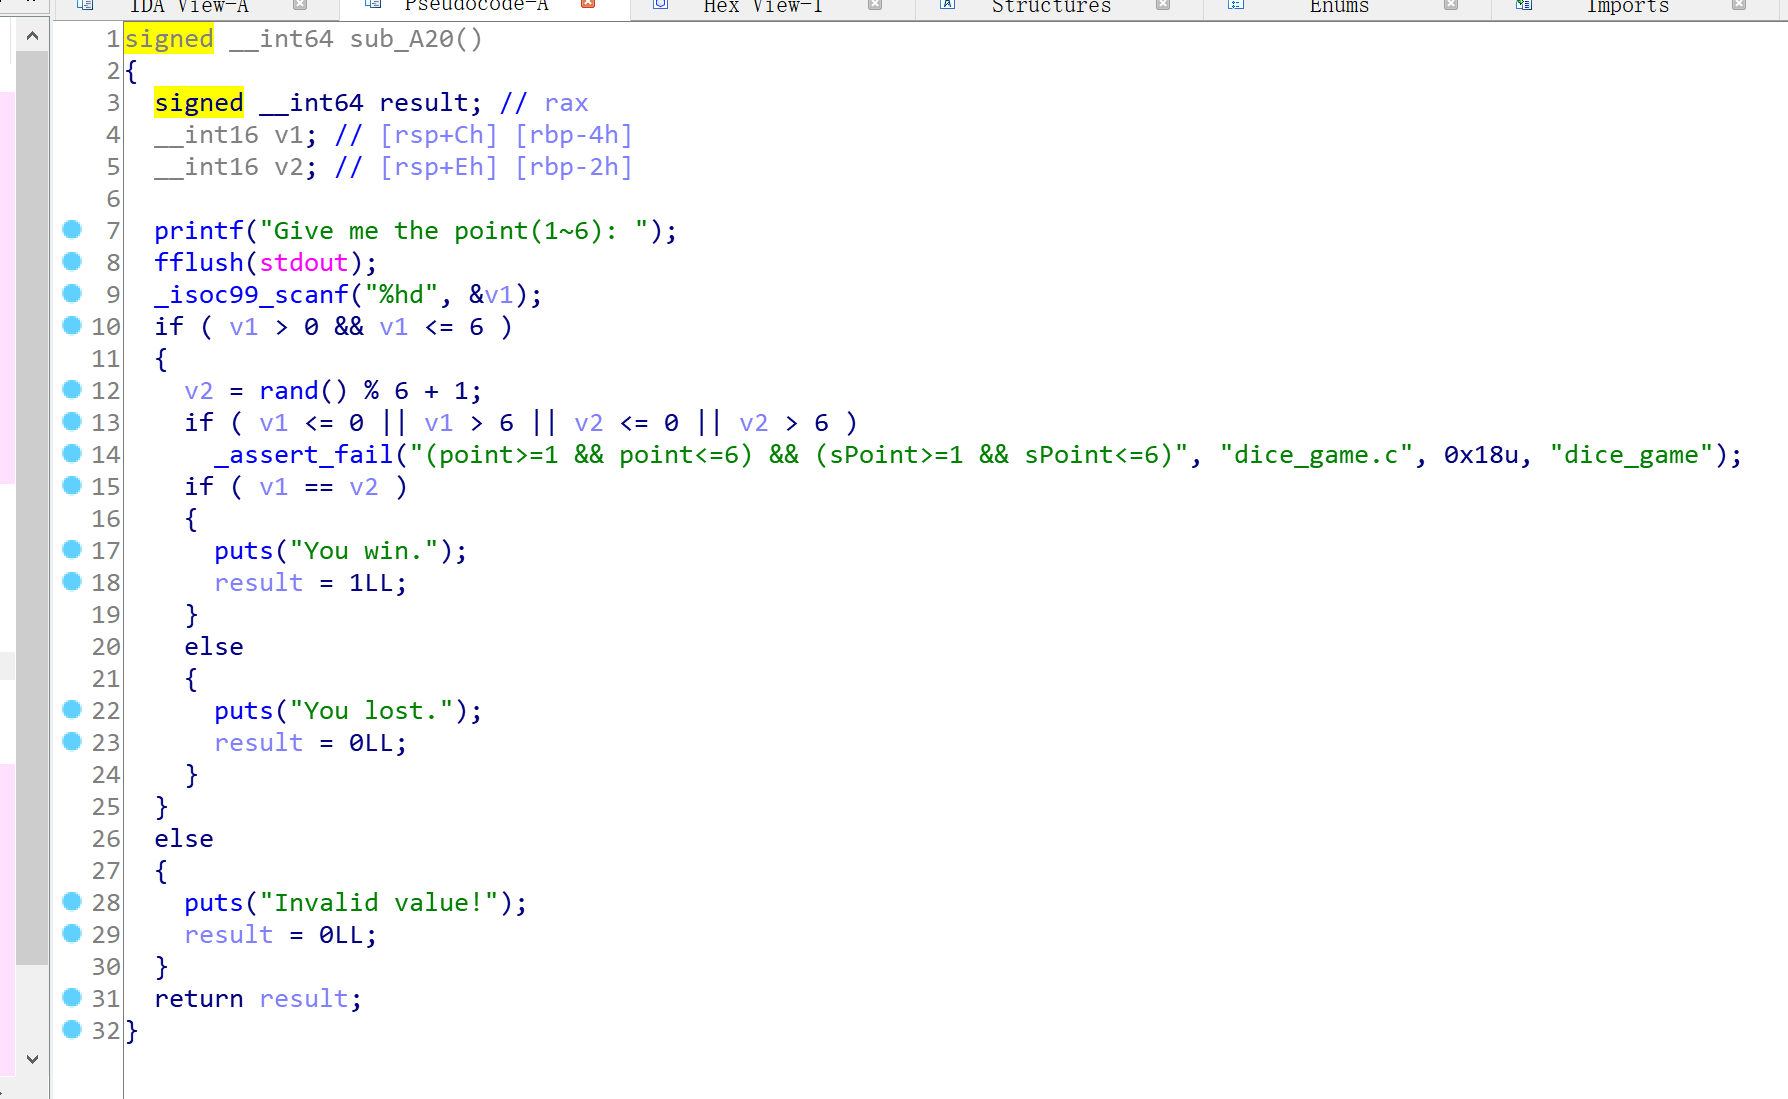 IDA View-A Pseudocode-A Hex View-1 Structures Enums Imports
1 signed __int64 sub_A20()
2 {
3   signed __int64 result; // rax
4   __int16 v1; // [rsp+Ch] [rbp-4h]
5   __int16 v2; // [rsp+Eh] [rbp-2h]
6
7   printf("Give me the point(1~6): ");
8   fflush(stdout);
9   _isoc99_scanf("%hd", &v1);
10   if ( v1 > 0 && v1 <= 6 )
11   {
12     v2 = rand() % 6 + 1;
13     if ( v1 <= 0 || v1 > 6 || v2 <= 0 || v2 > 6 )
14       _assert_fail("(point>=1 && point<=6) && (sPoint>=1 && sPoint<=6)", "dice_game.c", 0x18u, "dice_game");
15     if ( v1 == v2 )
16     {
17       puts("You win.");
18       result = 1LL;
19     }
20     else
21     {
22       puts("You lost.");
23       result = 0LL;
24     }
25   }
26   else
27   {
28     puts("Invalid value!");
29     result = 0LL;
30   }
31   return result;
32 }